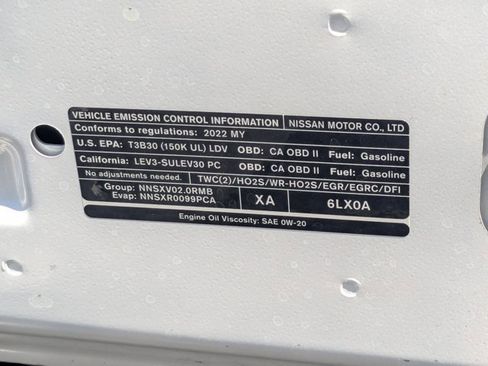 VEHICLE EMISSION CONTROL INFORMATION NISSAN MOTOR CO., LTD
Conforms to regulations: 2022 MY
U.S. EPA: T3B30 (150K UL) LDV OBD: CA OBD II Fuel: Gasoline
California: LEV3-SULEV30 PC OBD: CA OBD II Fuel: Gasoline
No adjustments needed. TWC(2)/HO2S/WR-HO2S/EGR/EGRC/DFI
Group: NNSXV02.0RMB
Evap: NNSXR0099PCA XA 6LX0A
Engine Oil Viscosity: SAE 0W-20